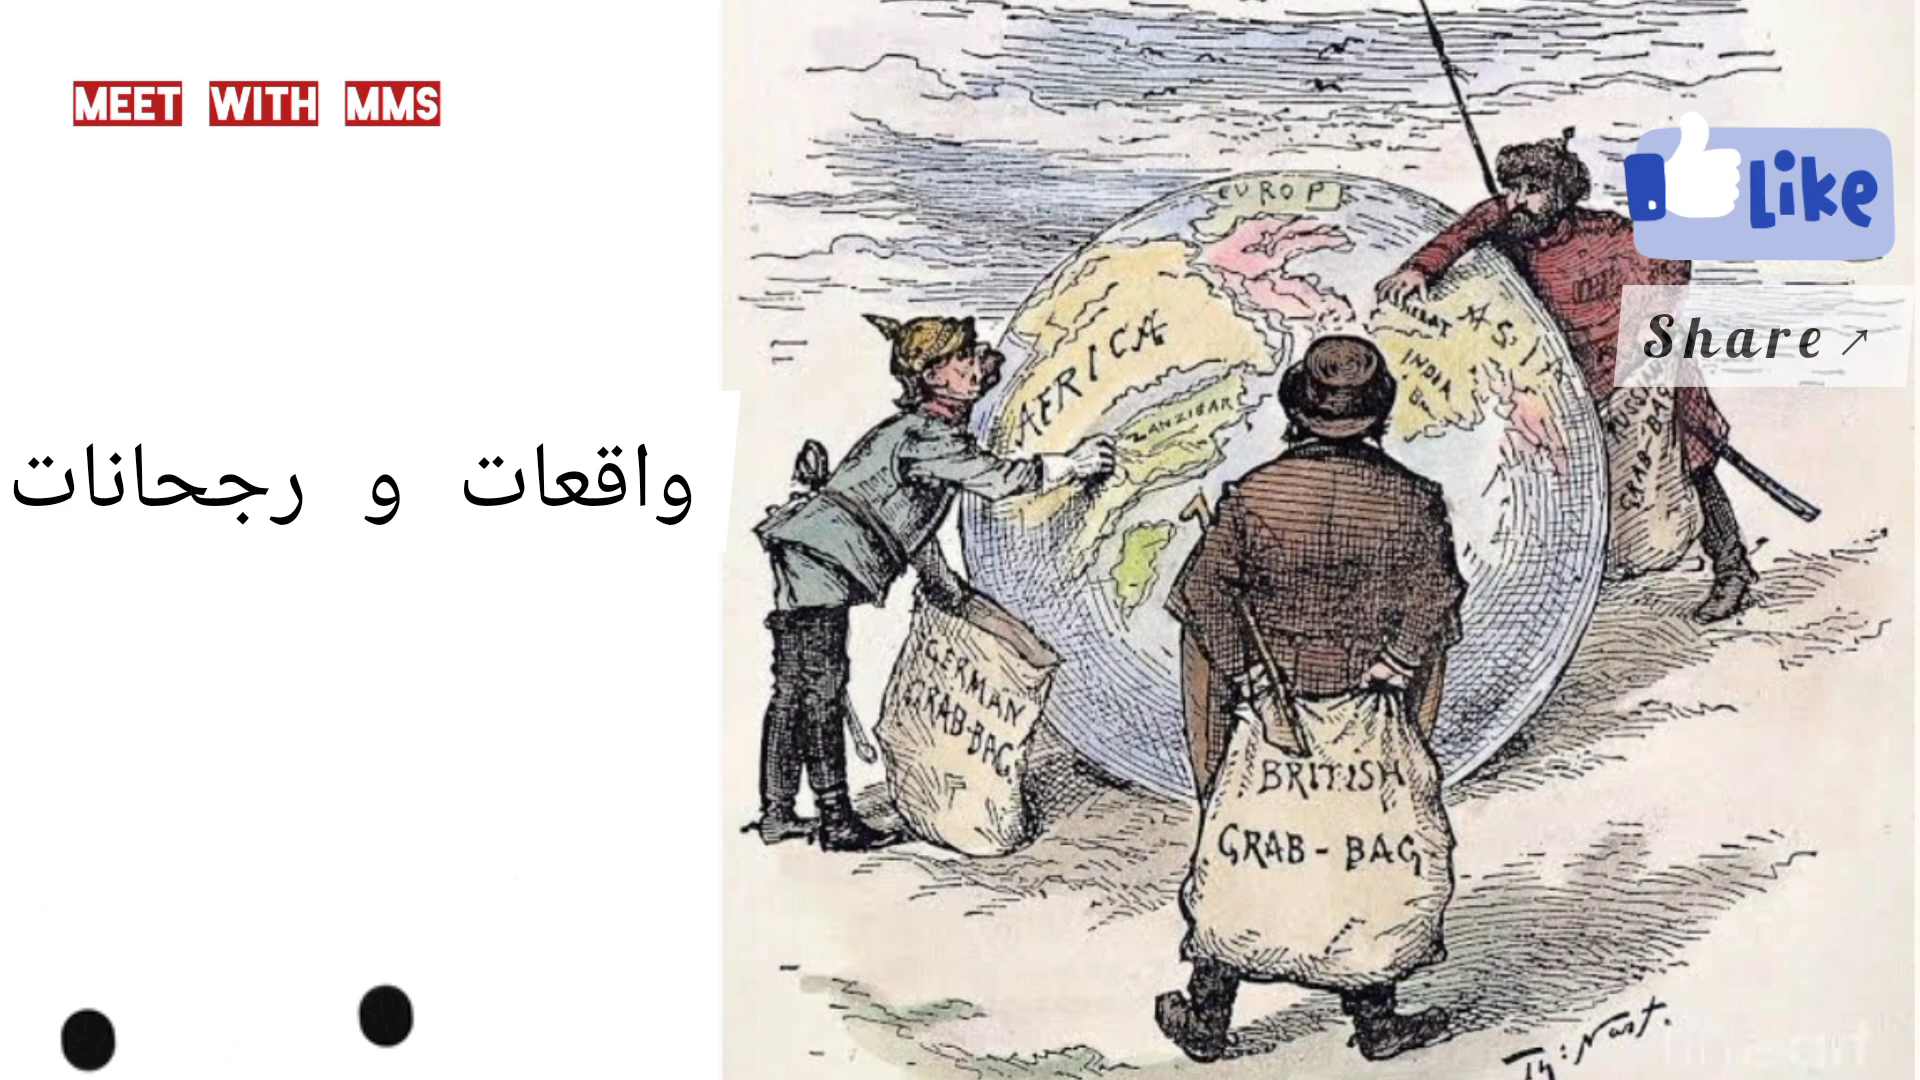 MEET WITH MMS
واقعات و رجحانات
Like
Share ↗
EUROPE
AFRICA
ZANZIBAR
ASIA
INDIA
GERMAN
GRAB-BAG
BRITISH
GRAB-BAG
RUSSIAN
GRAB-BAG
Th: Nast.